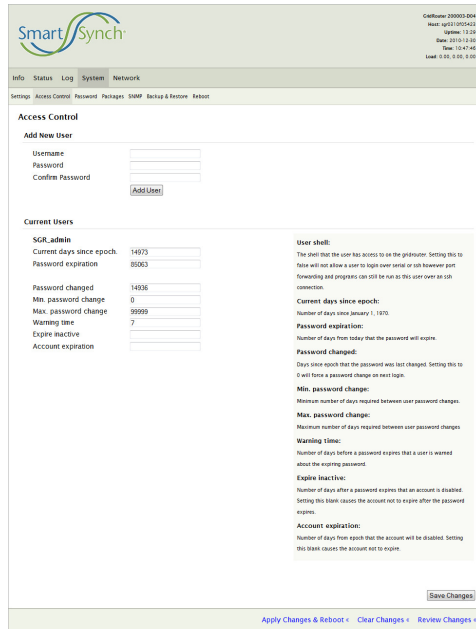 Smart Synch
GridRouter 200003-D04
Host: sgr0310f05423
Uptime: 13:29
Date: 2010-12-30
Time: 10:47:46
Load: 0.00, 0.00, 0.00
Info Status Log System Network
Settings Access Control Password Packages SNMP Backup & Restore Reboot
Access Control
Add New User
Username
Password
Confirm Password
Add User
Current Users
SGR_admin
Current days since epoch. 14973
Password expiration 85063
Password changed 14936
Min. password change 0
Max. password change 99999
Warning time 7
Expire inactive
Account expiration
User shell:
The shell that the user has access to on the gridrouter. Setting this to
false will not allow a user to login over serial or ssh however port
forwarding and programs can still be run as this user over an ssh
connection.
Current days since epoch:
Number of days since January 1, 1970.
Password expiration:
Number of days from today that the password will expire.
Password changed:
Days since epoch that the password was last changed. Setting this to
0 will force a password change on next login.
Min. password change:
Minimum number of days required between user password changes.
Max. password change:
Maximum number of days required between user password changes.
Warning time:
Number of days before a password expires that a user is warned
about the expiring password.
Expire inactive:
Number of days after a password expires that an account is disabled.
Setting this blank causes the account not to expire after the password
expires.
Account expiration:
Number of days from epoch that the account will be disabled. Setting
this blank causes the account not to expire.
Save Changes
Apply Changes & Reboot « Clear Changes « Review Changes «